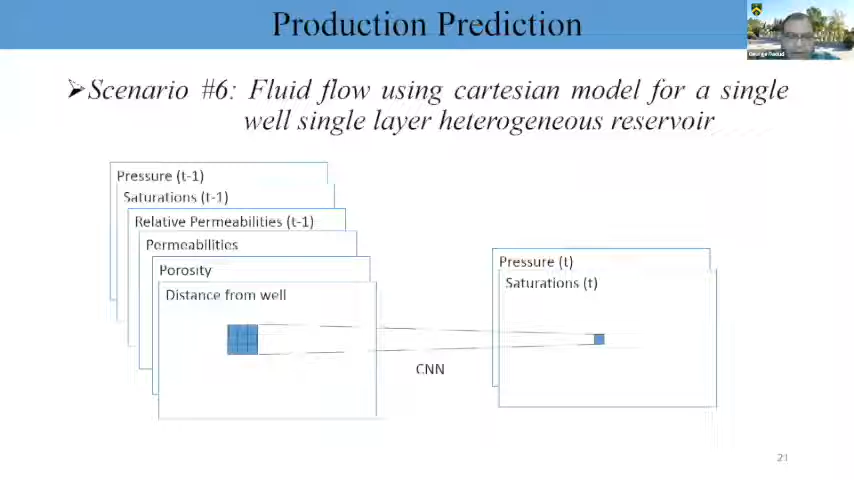 Production Prediction
➢Scenario #6: Fluid flow using cartesian model for a single
well single layer heterogeneous reservoir
Pressure (t-1)
Saturations (t-1)
Relative Permeabilities (t-1)
Permeabilities
Porosity
Distance from well
Pressure (t)
Saturations (t)
CNN
21